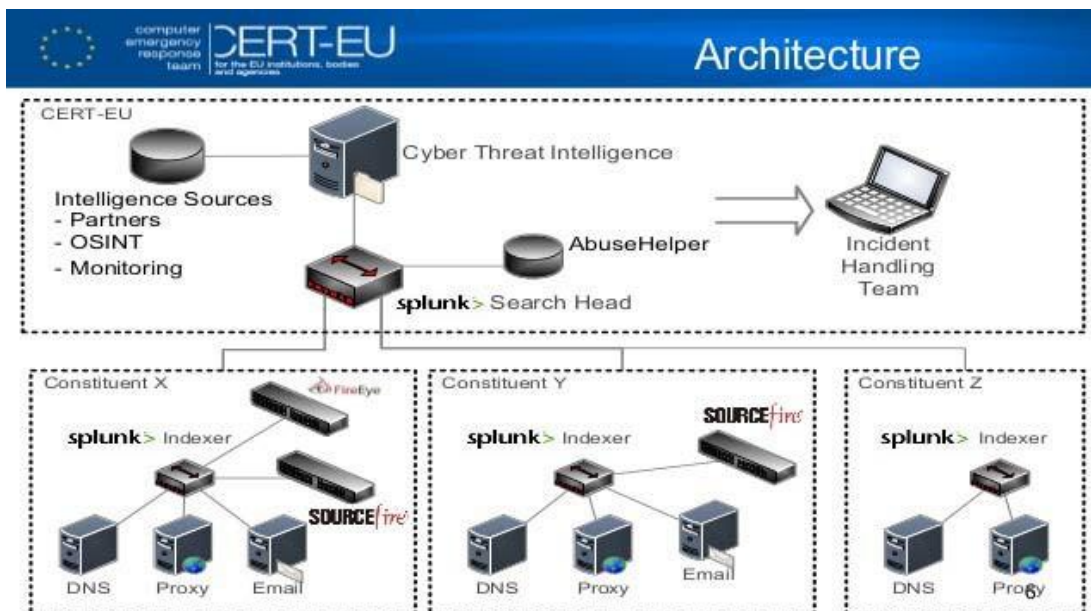 computer
emergency
response
team
CERT-EU
for the EU institutions, bodies
and agencies
Architecture
CERT-EU
Cyber Threat Intelligence
Intelligence Sources
- Partners
- OSINT
- Monitoring
AbuseHelper
splunk> Search Head
Incident
Handling
Team
Constituent X
FireEye
splunk> Indexer
SOURCEfire
DNS
Proxy
Email
Constituent Y
SOURCEfire
splunk> Indexer
DNS
Proxy
Email
Constituent Z
splunk> Indexer
DNS
Proxy
6